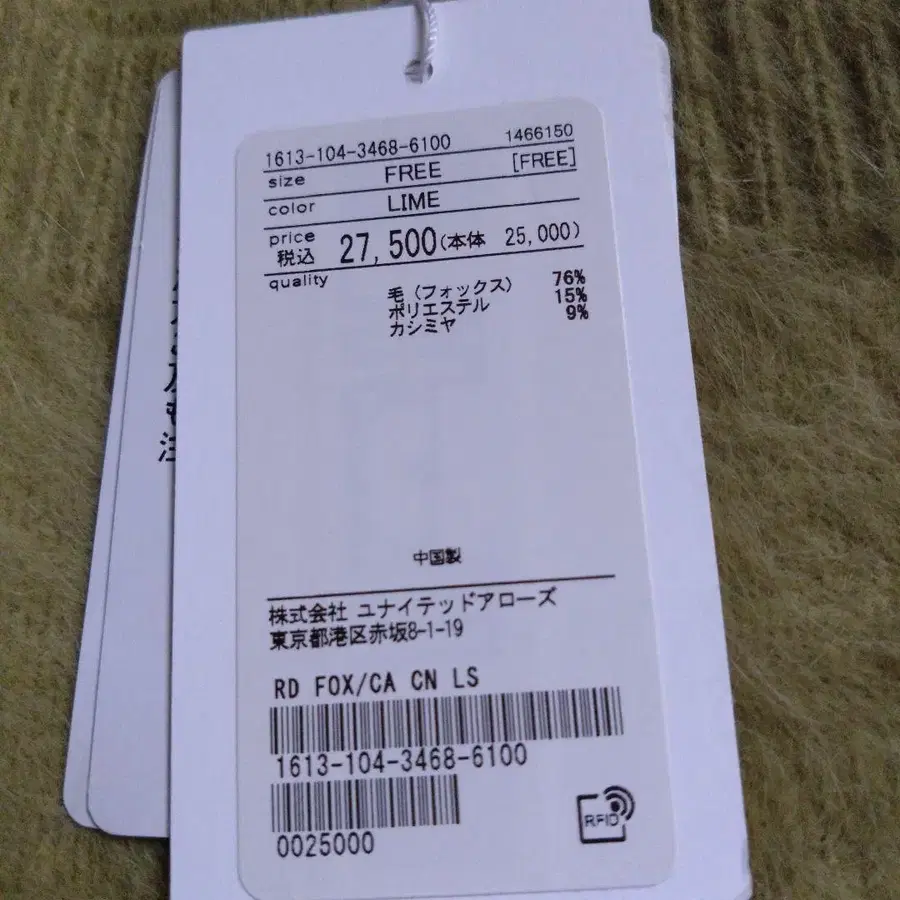 1613-104-3468-6100 1466150
size FREE [FREE]
color LIME
price
税込 27,500(本体 25,000)
quality
毛(フォックス) 76%
ポリエステル 15%
カシミヤ 9%
中国製
株式会社 ユナイテッドアローズ
東京都港区赤坂8-1-19
RD FOX/CA CN LS
1613-104-3468-6100
0025000
RFID